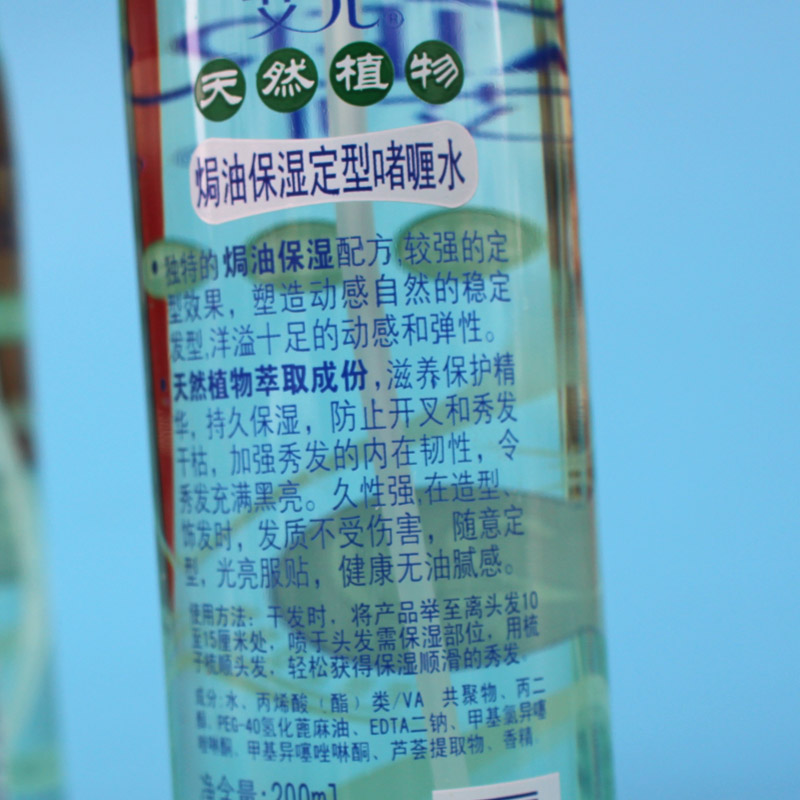 天然植物
焗油保湿定型啫喱水
•独特的焗油保湿配方,较强的定
型效果，塑造动感自然的稳定
发型,洋溢十足的动感和弹性。
天然植物萃取成份,滋养保护精
华，持久保湿，防止开叉和秀发
干枯，加强秀发的内在韧性，令
秀发充满黑亮。久性强,在造型、
饰发时，发质不受伤害，随意定
型，光亮服贴，健康无油腻感。
使用方法：干发时，将产品举至离头发10
至15厘米处，喷于头发需保湿部位，用梳
子梳顺头发，轻松获得保湿顺滑的秀发。
成分:水、丙烯酸（酯）类/VA 共聚物、丙二
醇、PEG-40氢化蓖麻油、EDTA二钠、甲基氯异噻
唑啉酮、甲基异噻唑啉酮、芦荟提取物、香精
净含量:200ml